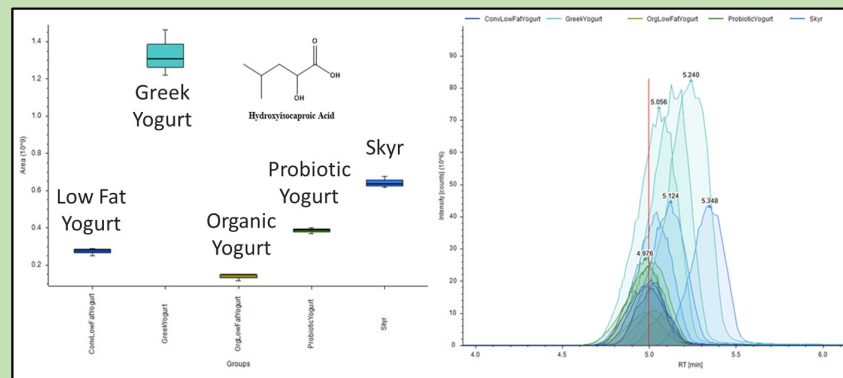 1.4
1.2
1.0
0.8
0.6
0.4
0.2
Area (10^9)
Greek
Yogurt
O
OH
OH
Hydroxyisocaproic Acid
Low Fat
Yogurt
Organic
Yogurt
Probiotic
Yogurt
Skyr
ConvLowFatYogurt
GreekYogurt
OrgLowFatYogurt
ProbioticYogurt
Skyr
Groups
ConvLowFatYogurt GreekYogurt OrgLowFatYogurt ProbioticYogurt Skyr
90
80
70
60
50
40
30
20
10
0
Intensity [counts] (10^6)
5.240
5.056
5.124
5.348
4.976
4.0 4.5 5.0 5.5 6.0
RT [min]